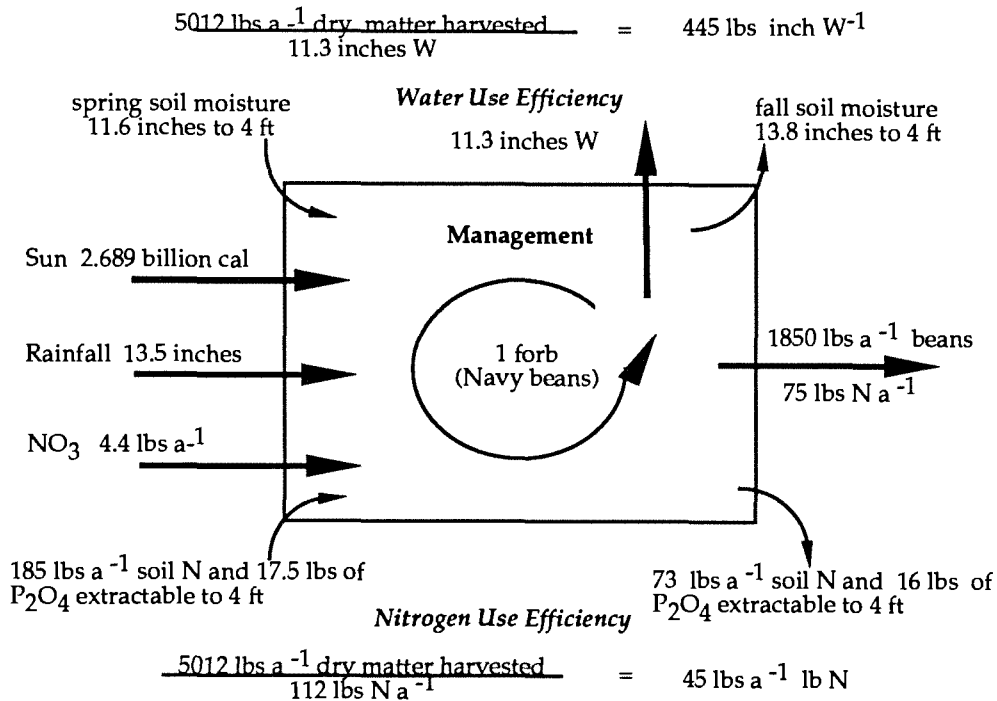 5012 lbs a -1 dry matter harvested = 445 lbs inch W-1
11.3 inches W
Water Use Efficiency
spring soil moisture
11.6 inches to 4 ft
11.3 inches W
fall soil moisture
13.8 inches to 4 ft
Management
Sun 2.689 billion cal
Rainfall 13.5 inches
NO3 4.4 lbs a-1
1 forb
(Navy beans)
1850 lbs a -1 beans
75 lbs N a -1
185 lbs a -1 soil N and 17.5 lbs of
P2O4 extractable to 4 ft
73 lbs a -1 soil N and 16 lbs of
P2O4 extractable to 4 ft
Nitrogen Use Efficiency
5012 lbs a -1 dry matter harvested = 45 lbs a-1 lb N
112 lbs N a-1